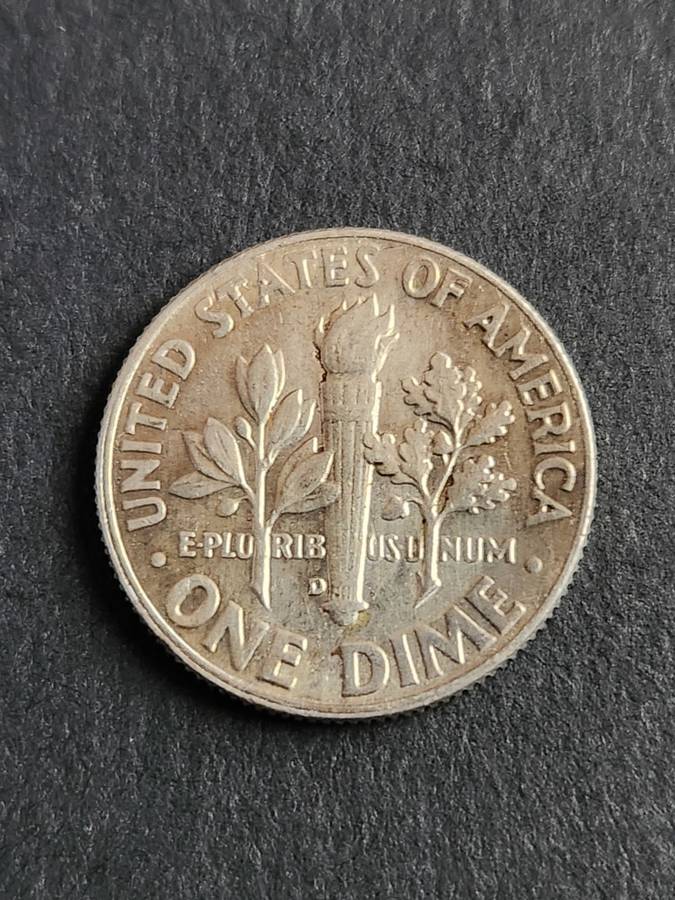 UNITED STATES OF AMERICA
E·PLURIBUS UNUM
D
• ONE DIME •